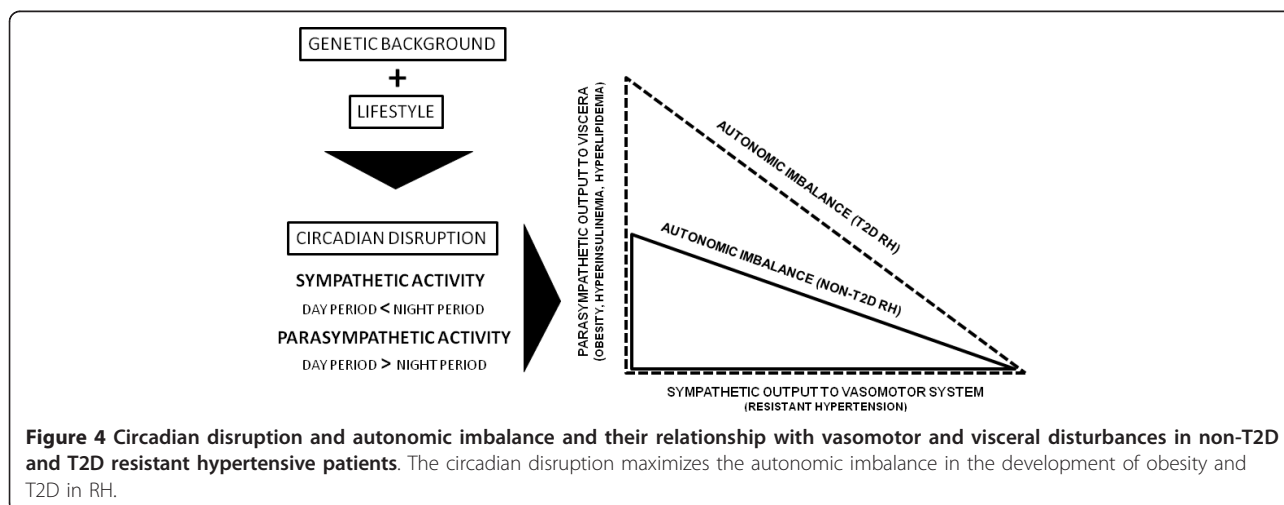 GENETIC BACKGROUND
+
LIFESTYLE
CIRCADIAN DISRUPTION
SYMPATHETIC ACTIVITY
DAY PERIOD < NIGHT PERIOD
PARASYMPATHETIC ACTIVITY
DAY PERIOD > NIGHT PERIOD
PARASYMPATHETIC OUTPUT TO VISCERA
(OBESITY, HYPERINSULINEMIA, HYPERLIPIDEMIA)
AUTONOMIC IMBALANCE (T2D RH)
AUTONOMIC IMBALANCE (NON-T2D RH)
SYMPATHETIC OUTPUT TO VASOMOTOR SYSTEM
(RESISTANT HYPERTENSION)
Figure 4 Circadian disruption and autonomic imbalance and their relationship with vasomotor and visceral disturbances in non-T2D
and T2D resistant hypertensive patients. The circadian disruption maximizes the autonomic imbalance in the development of obesity and
T2D in RH.